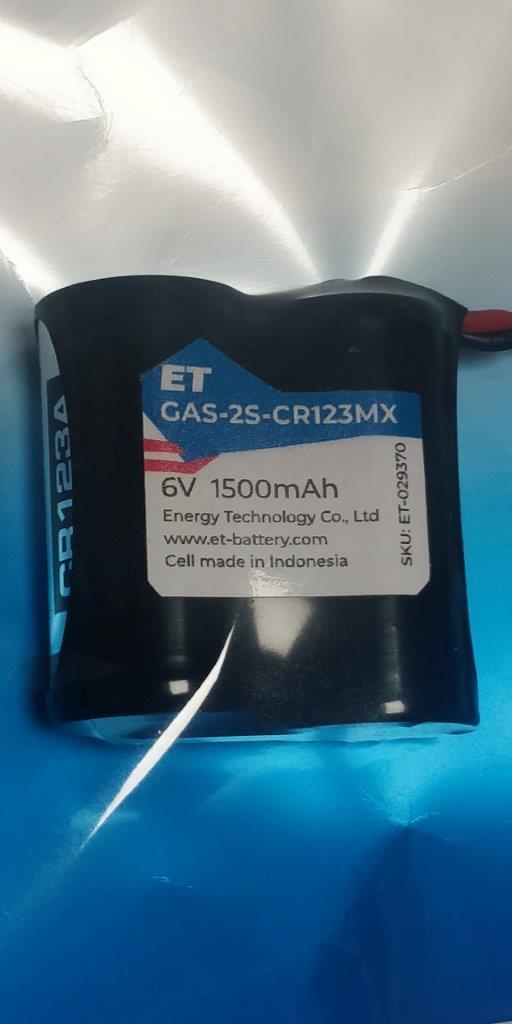 ET
GAS-2S-CR123MX
6V 1500mAh
Energy Technology Co., Ltd
www.et-battery.com
Cell made in Indonesia
SKU: ET-029370
CR123A